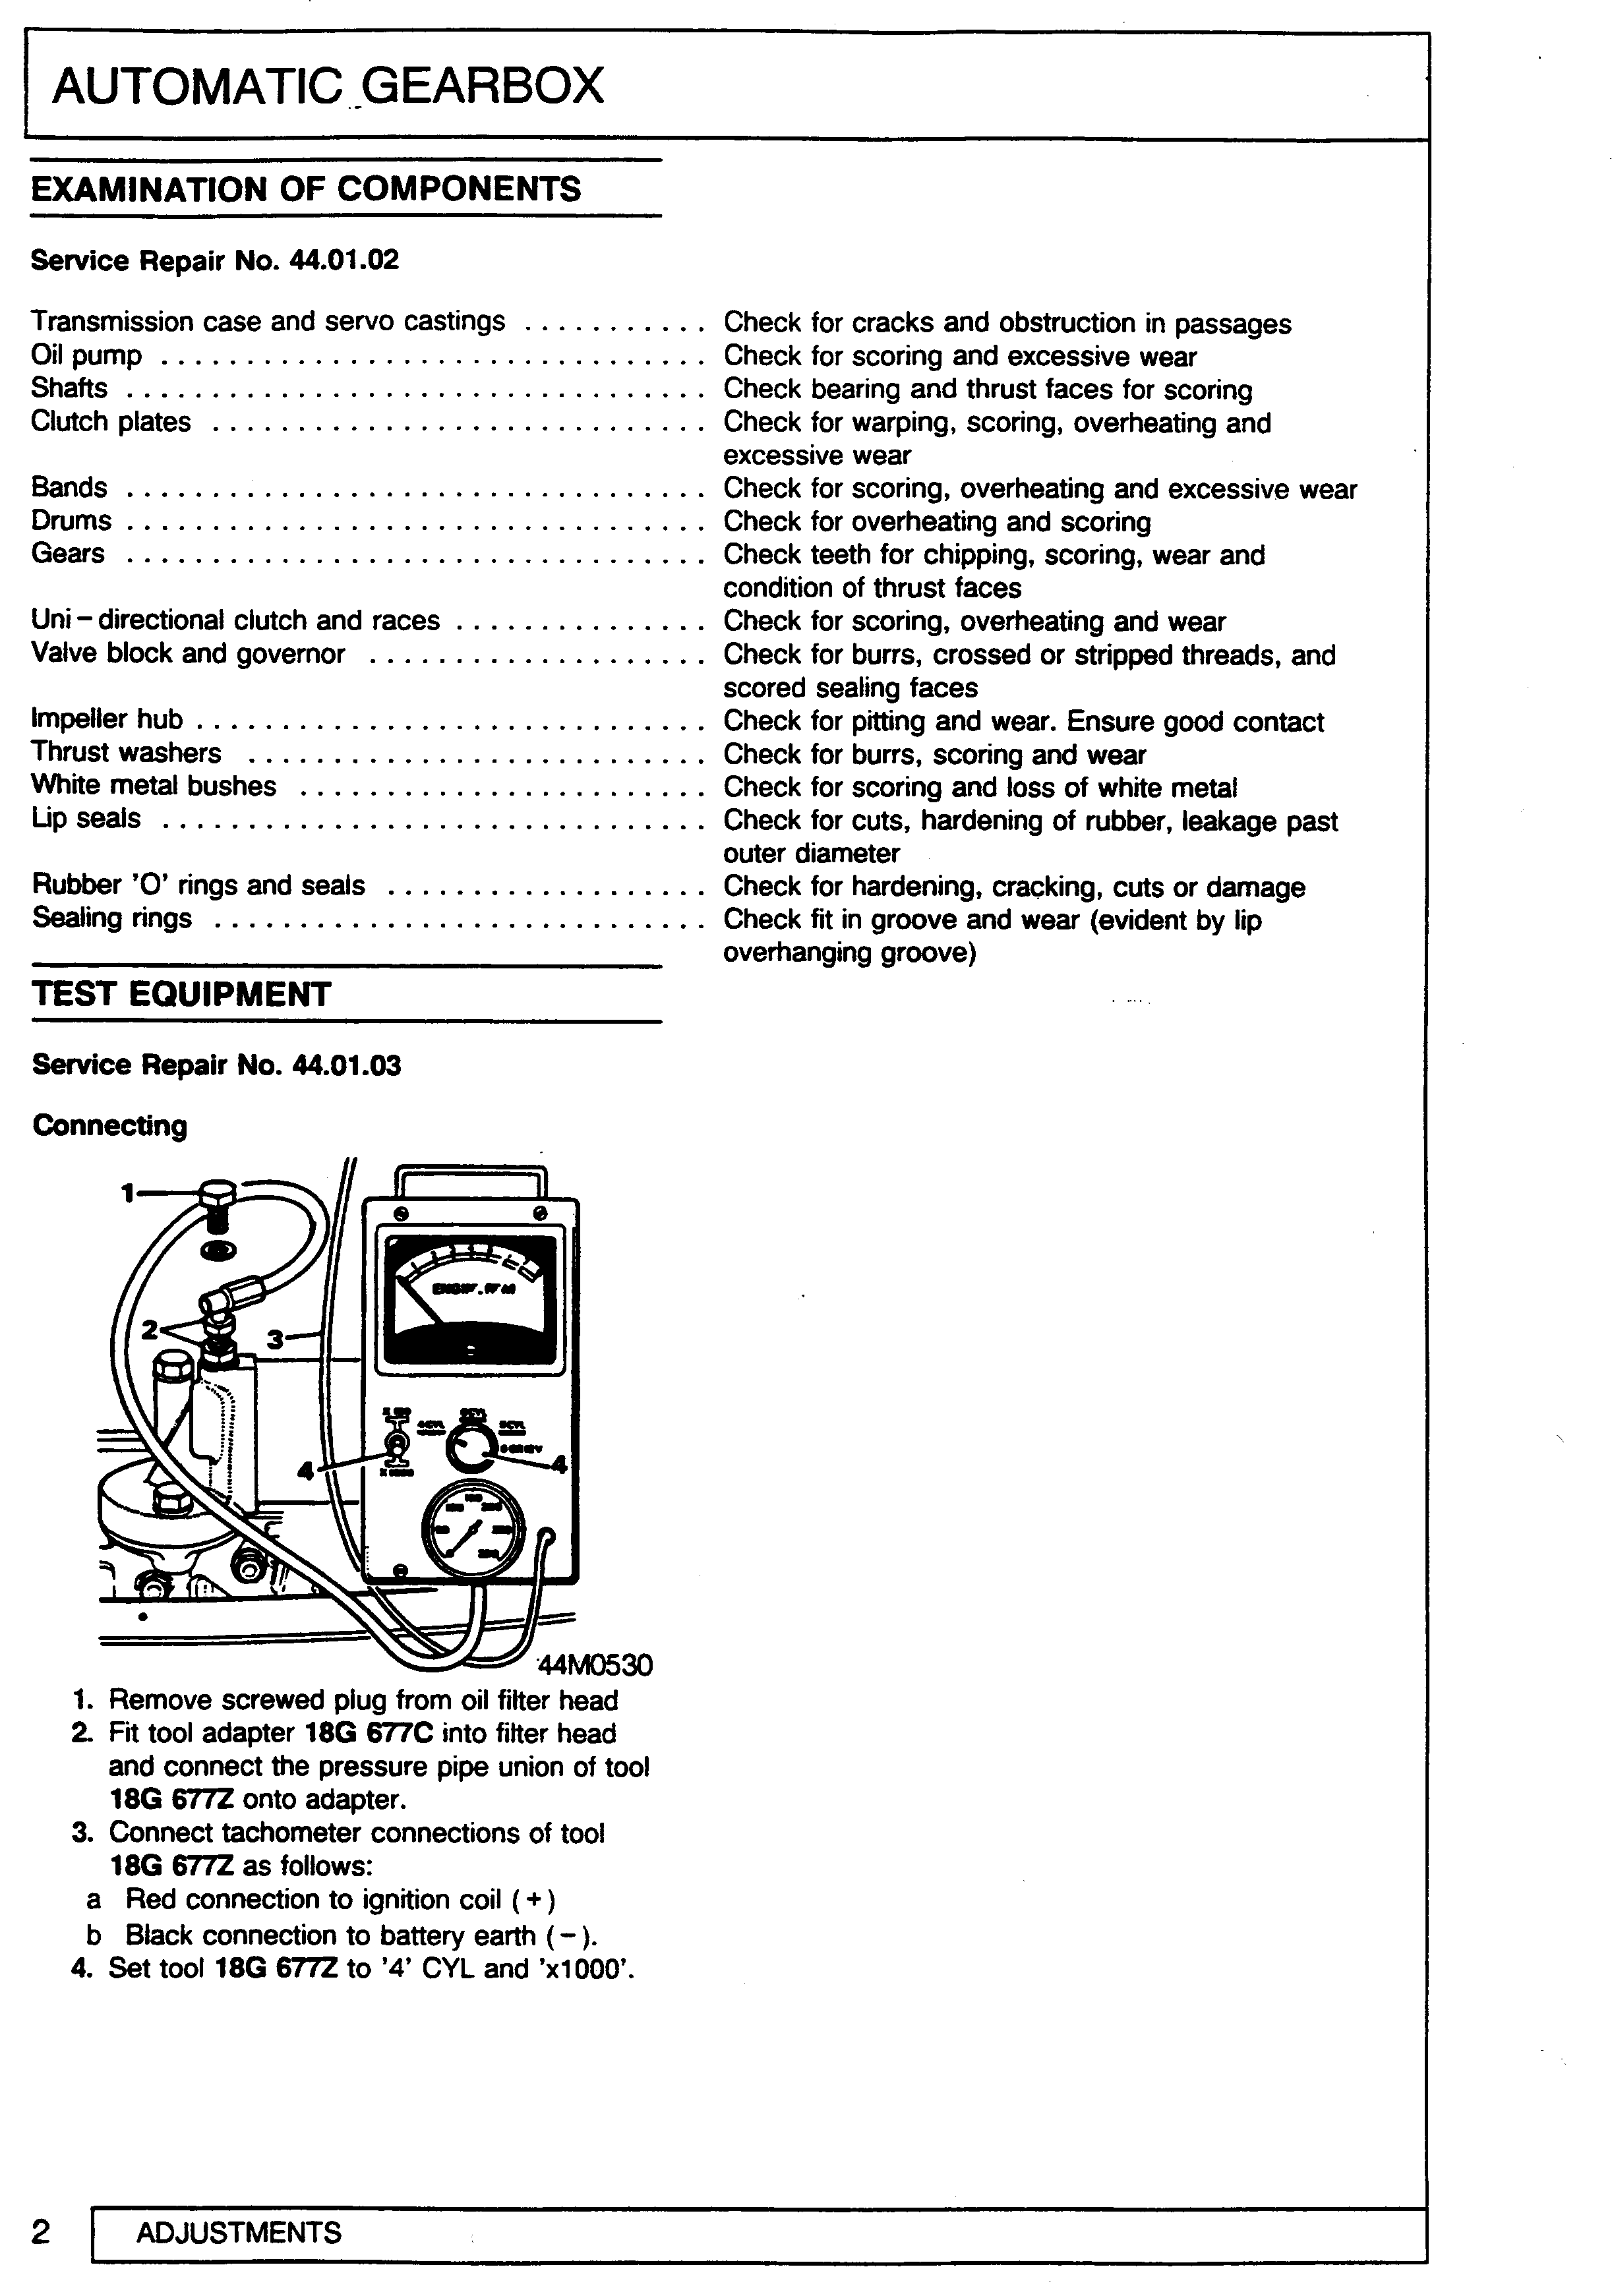 AUTOMATIC GEARBOX
EXAMINATION OF COMPONENTS
Service Repair No. 44.01.02
Transmission case and servo castings . . . . . . . . . . . Check for cracks and obstruction in passages
Oil pump . . . . . . . . . . . . . . . . . . . . . . . . . . . . . . . . Check for scoring and excessive wear
Shafts . . . . . . . . . . . . . . . . . . . . . . . . . . . . . . . . . . Check bearing and thrust faces for scoring
Clutch plates . . . . . . . . . . . . . . . . . . . . . . . . . . . . . Check for warping, scoring, overheating and
excessive wear
Bands . . . . . . . . . . . . . . . . . . . . . . . . . . . . . . . . . . Check for scoring, overheating and excessive wear
Drums . . . . . . . . . . . . . . . . . . . . . . . . . . . . . . . . . . Check for overheating and scoring
Gears . . . . . . . . . . . . . . . . . . . . . . . . . . . . . . . . . . Check teeth for chipping, scoring, wear and
condition of thrust faces
Uni – directional clutch and races . . . . . . . . . . . . . . . Check for scoring, overheating and wear
Valve block and governor . . . . . . . . . . . . . . . . . . . . Check for burrs, crossed or stripped threads, and
scored sealing faces
Impeller hub . . . . . . . . . . . . . . . . . . . . . . . . . . . . . . Check for pitting and wear. Ensure good contact
Thrust washers . . . . . . . . . . . . . . . . . . . . . . . . . . . Check for burrs, scoring and wear
White metal bushes . . . . . . . . . . . . . . . . . . . . . . . . Check for scoring and loss of white metal
Lip seals . . . . . . . . . . . . . . . . . . . . . . . . . . . . . . . . Check for cuts, hardening of rubber, leakage past
outer diameter
Rubber 'O' rings and seals . . . . . . . . . . . . . . . . . . . Check for hardening, cracking, cuts or damage
Sealing rings . . . . . . . . . . . . . . . . . . . . . . . . . . . . . Check fit in groove and wear (evident by lip
overhanging groove)
TEST EQUIPMENT
Service Repair No. 44.01.03
Connecting
1
2
3
4
4
44M0530
1. Remove screwed plug from oil filter head
2. Fit tool adapter 18G 677C into filter head
and connect the pressure pipe union of tool
18G 677Z onto adapter.
3. Connect tachometer connections of tool
18G 677Z as follows:
a Red connection to ignition coil (+)
b Black connection to battery earth (–).
4. Set tool 18G 677Z to '4' CYL and 'x1000'.
2
ADJUSTMENTS